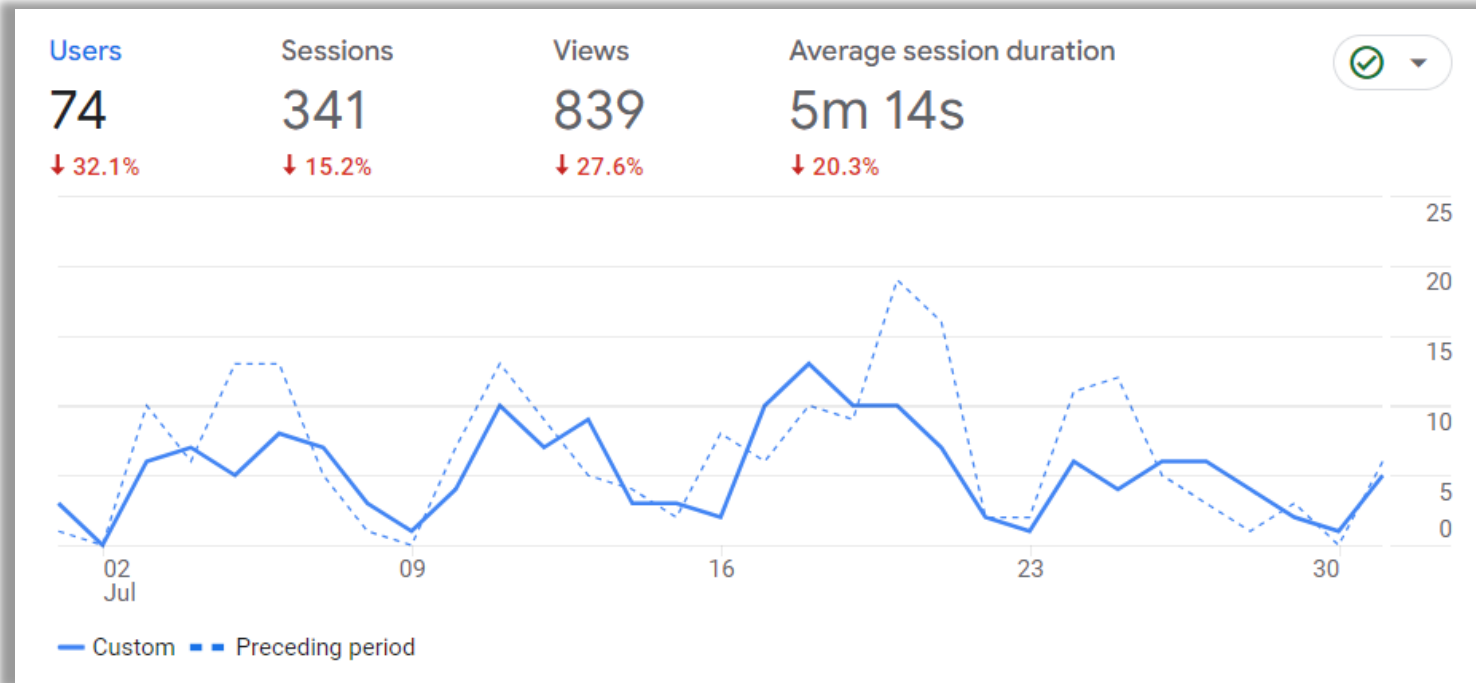 Users Sessions Views Average session duration
74 341 839 5m 14s
↓ 32.1% ↓ 15.2% ↓ 27.6% ↓ 20.3%
25
20
15
10
5
0
02 09 16 23 30
Jul
Custom Preceding period